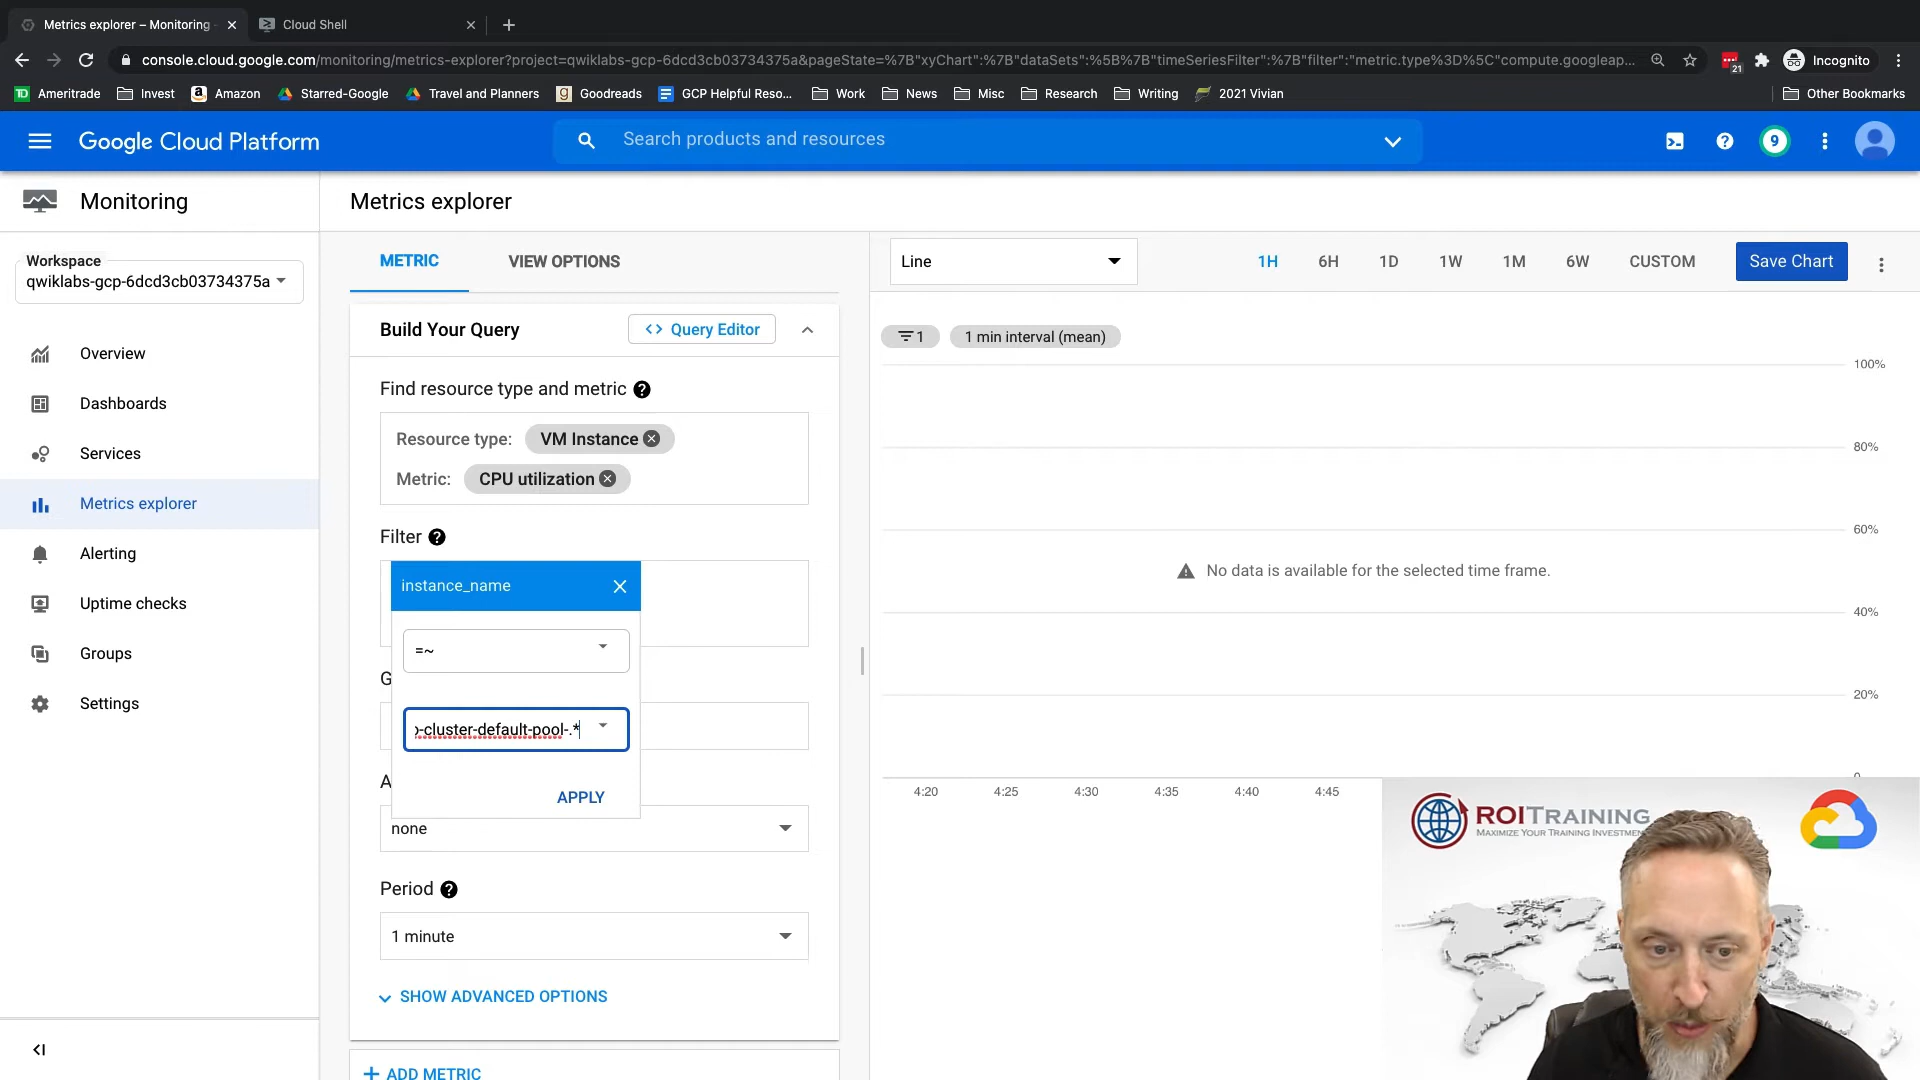 Metrics explorer – Monitoring
Cloud Shell
console.cloud.google.com/monitoring/metrics-explorer?project=qwiklabs-gcp-6dcd3cb03734375a&pageState=%7B"xyChart":%7B"dataSets":%5B%7B"timeSeriesFilter":%7B"filter":"metric.type%3D%5C"compute.googleap...
21
Incognito
Ameritrade
Invest
Amazon
Starred-Google
Travel and Planners
Goodreads
GCP Helpful Reso...
Work
News
Misc
Research
Writing
2021 Vivian
Other Bookmarks
Google Cloud Platform
Search products and resources
9
Monitoring
Metrics explorer
Workspace
qwiklabs-gcp-6dcd3cb03734375a
Overview
Dashboards
Services
Metrics explorer
Alerting
Uptime checks
Groups
Settings
METRIC
VIEW OPTIONS
Build Your Query
<> Query Editor
Find resource type and metric
Resource type: VM Instance
Metric: CPU utilization
Filter
instance_name
=~
-cluster-default-pool-.*
APPLY
G
A
none
Period
1 minute
SHOW ADVANCED OPTIONS
+ ADD METRIC
Line
1H
6H
1D
1W
1M
6W
CUSTOM
Save Chart
1
1 min interval (mean)
100%
80%
60%
No data is available for the selected time frame.
40%
20%
0
4:20
4:25
4:30
4:35
4:40
4:45
ROITRAINING
MAXIMIZE YOUR TRAINING INVESTMENT